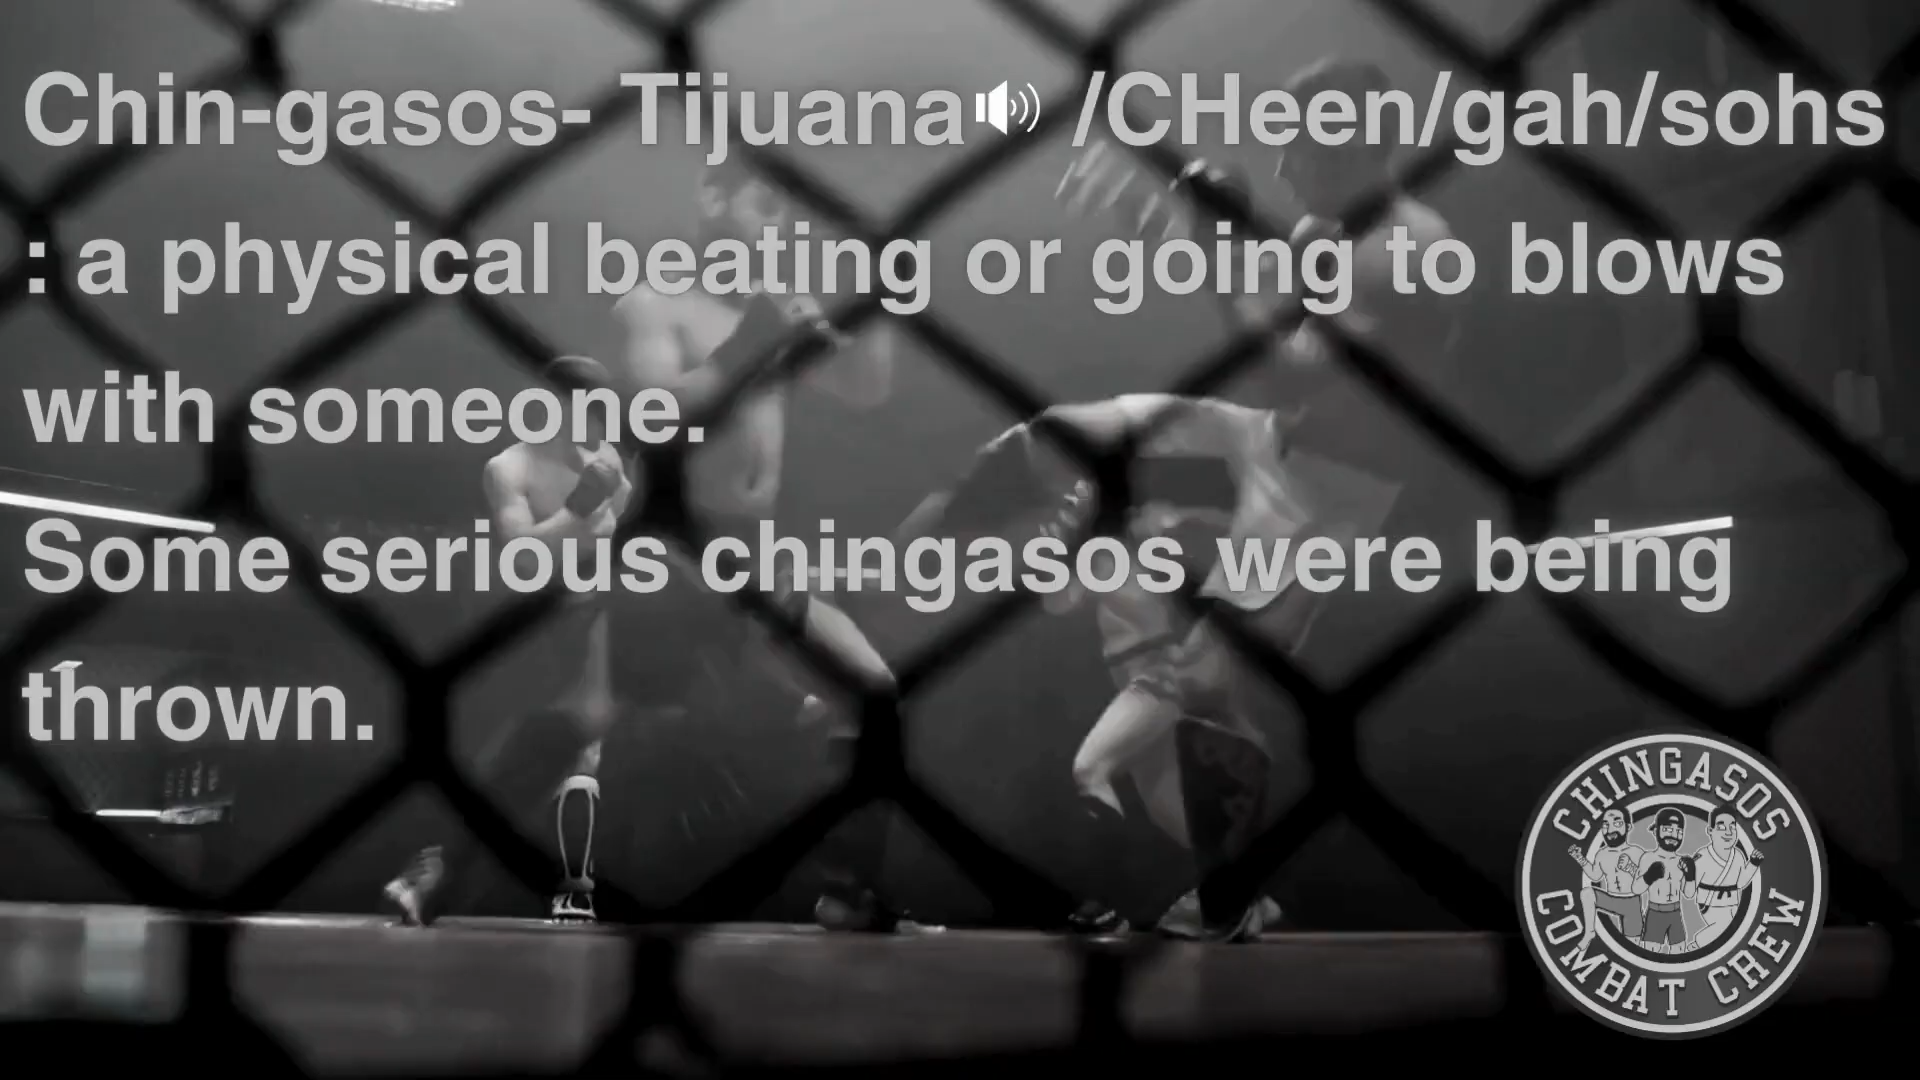 Chin-gasos- Tijuana🔊 /CHeen/gah/sohs
: a physical beating or going to blows
with someone.
Some serious chingasos were being
thrown.
CHINGASOS
COMBAT CREW